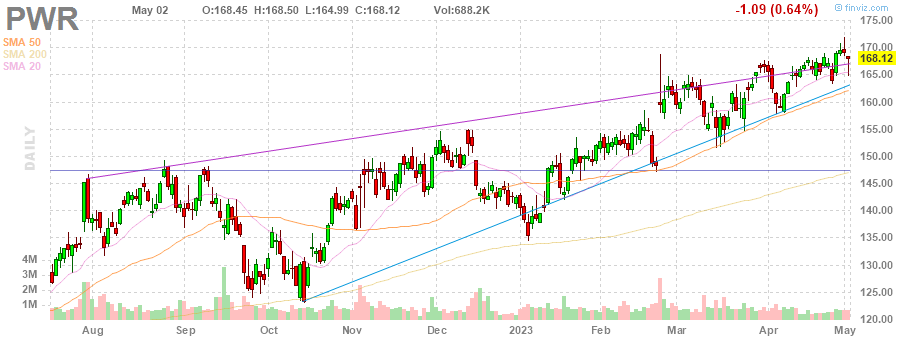 PWR May 02 O:168.45 H:168.50 L:164.99 C:168.12 Vol:688.2K -1.09 (0.64%) © finviz.com
SMA 50
SMA 200
SMA 20
DAILY
175.00
170.00
168.12
165.00
160.00
155.00
150.00
145.00
140.00
135.00
130.00
125.00
120.00
4M
3M
2M
1M
Aug Sep Oct Nov Dec 2023 Feb Mar Apr May